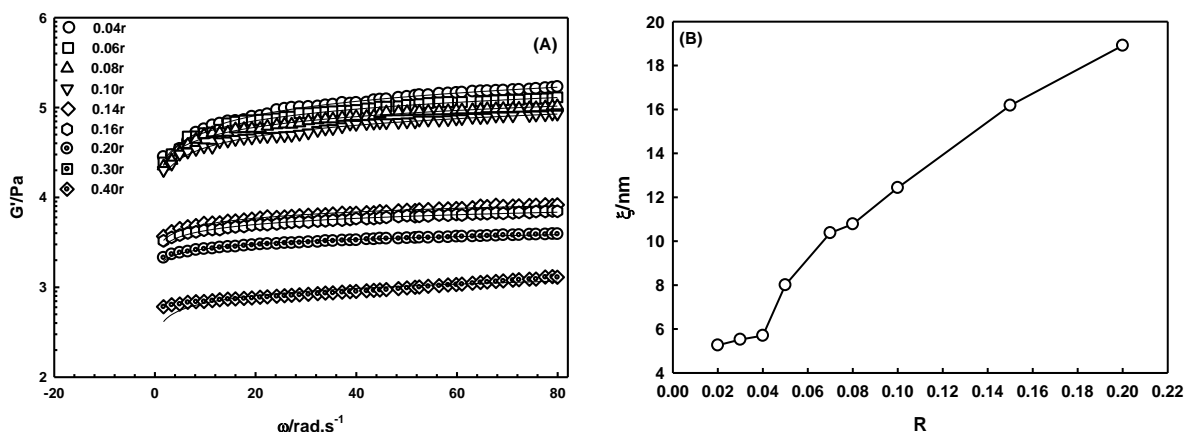 (A)
0.04r
0.06r
0.08r
0.10r
0.14r
0.16r
0.20r
0.30r
0.40r
6
5
4
3
2
G'/Pa
-20 0 20 40 60 80
ω/rad.s⁻¹
(B)
20
18
16
14
12
10
8
6
4
ξ/nm
0.00 0.02 0.04 0.06 0.08 0.10 0.12 0.14 0.16 0.18 0.20 0.22
R